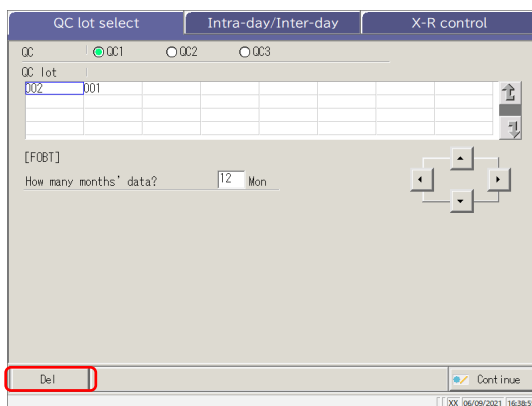 QC lot select Intra-day/Inter-day X-R control
QC QC1 QC2 QC3
QC lot
002 001
[FOBT]
How many months' data? 12 Mon
Del Continue
XX 06/09/2021 16:38:5